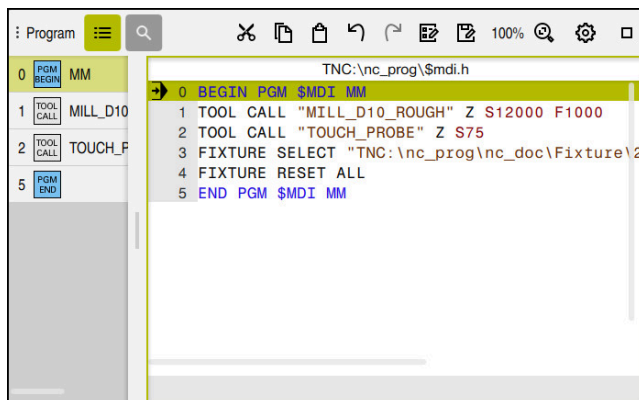 Program
100%
0 PGM BEGIN MM
1 TOOL CALL MILL_D10
2 TOOL CALL TOUCH_P
5 PGM END
TNC:\nc_prog\$mdi.h
0 BEGIN PGM $MDI MM
1 TOOL CALL "MILL_D10_ROUGH" Z S12000 F1000
2 TOOL CALL "TOUCH_PROBE" Z S75
3 FIXTURE SELECT "TNC:\nc_prog\nc_doc\Fixture\2
4 FIXTURE RESET ALL
5 END PGM $MDI MM